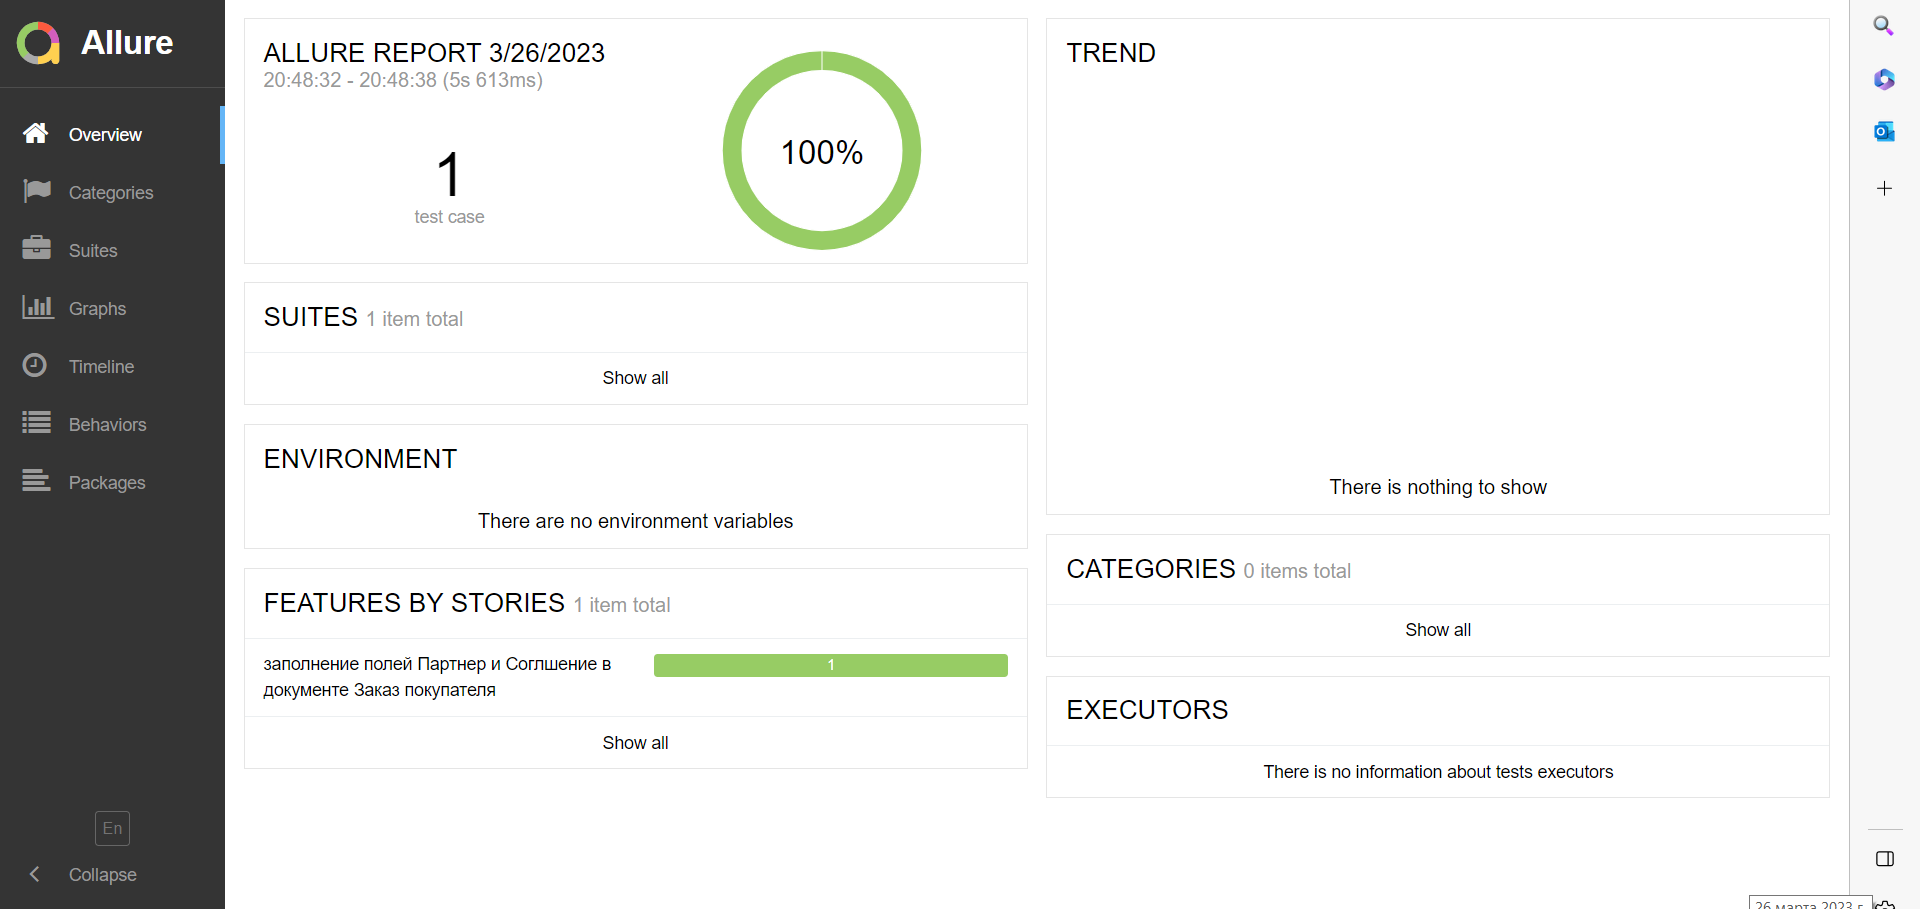 Allure
Overview
Categories
Suites
Graphs
Timeline
Behaviors
Packages
En
Collapse
ALLURE REPORT 3/26/2023
20:48:32 - 20:48:38 (5s 613ms)
1
test case
100%
SUITES 1 item total
Show all
ENVIRONMENT
There are no environment variables
FEATURES BY STORIES 1 item total
заполнение полей Партнер и Соглшение в
документе Заказ покупателя
1
Show all
TREND
There is nothing to show
CATEGORIES 0 items total
Show all
EXECUTORS
There is no information about tests executors
26 марта 2023 г.